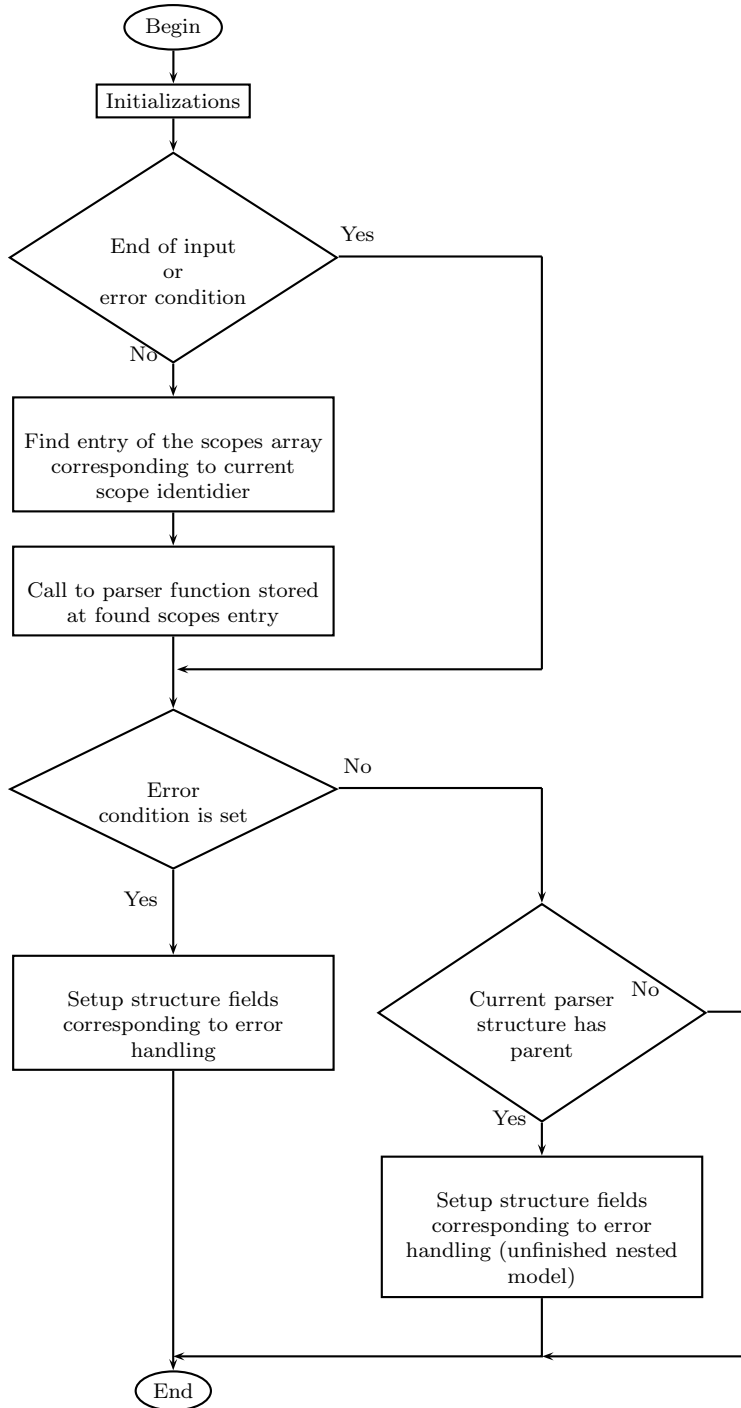 Begin
Initializations
End of input
or
error condition
Yes
No
Find entry of the scopes array
corresponding to current
scope identidier
Call to parser function stored
at found scopes entry
Error
condition is set
No
Yes
Setup structure fields
corresponding to error
handling
Current parser
structure has
parent
No
Yes
Setup structure fields
corresponding to error
handling (unfinished nested
model)
End